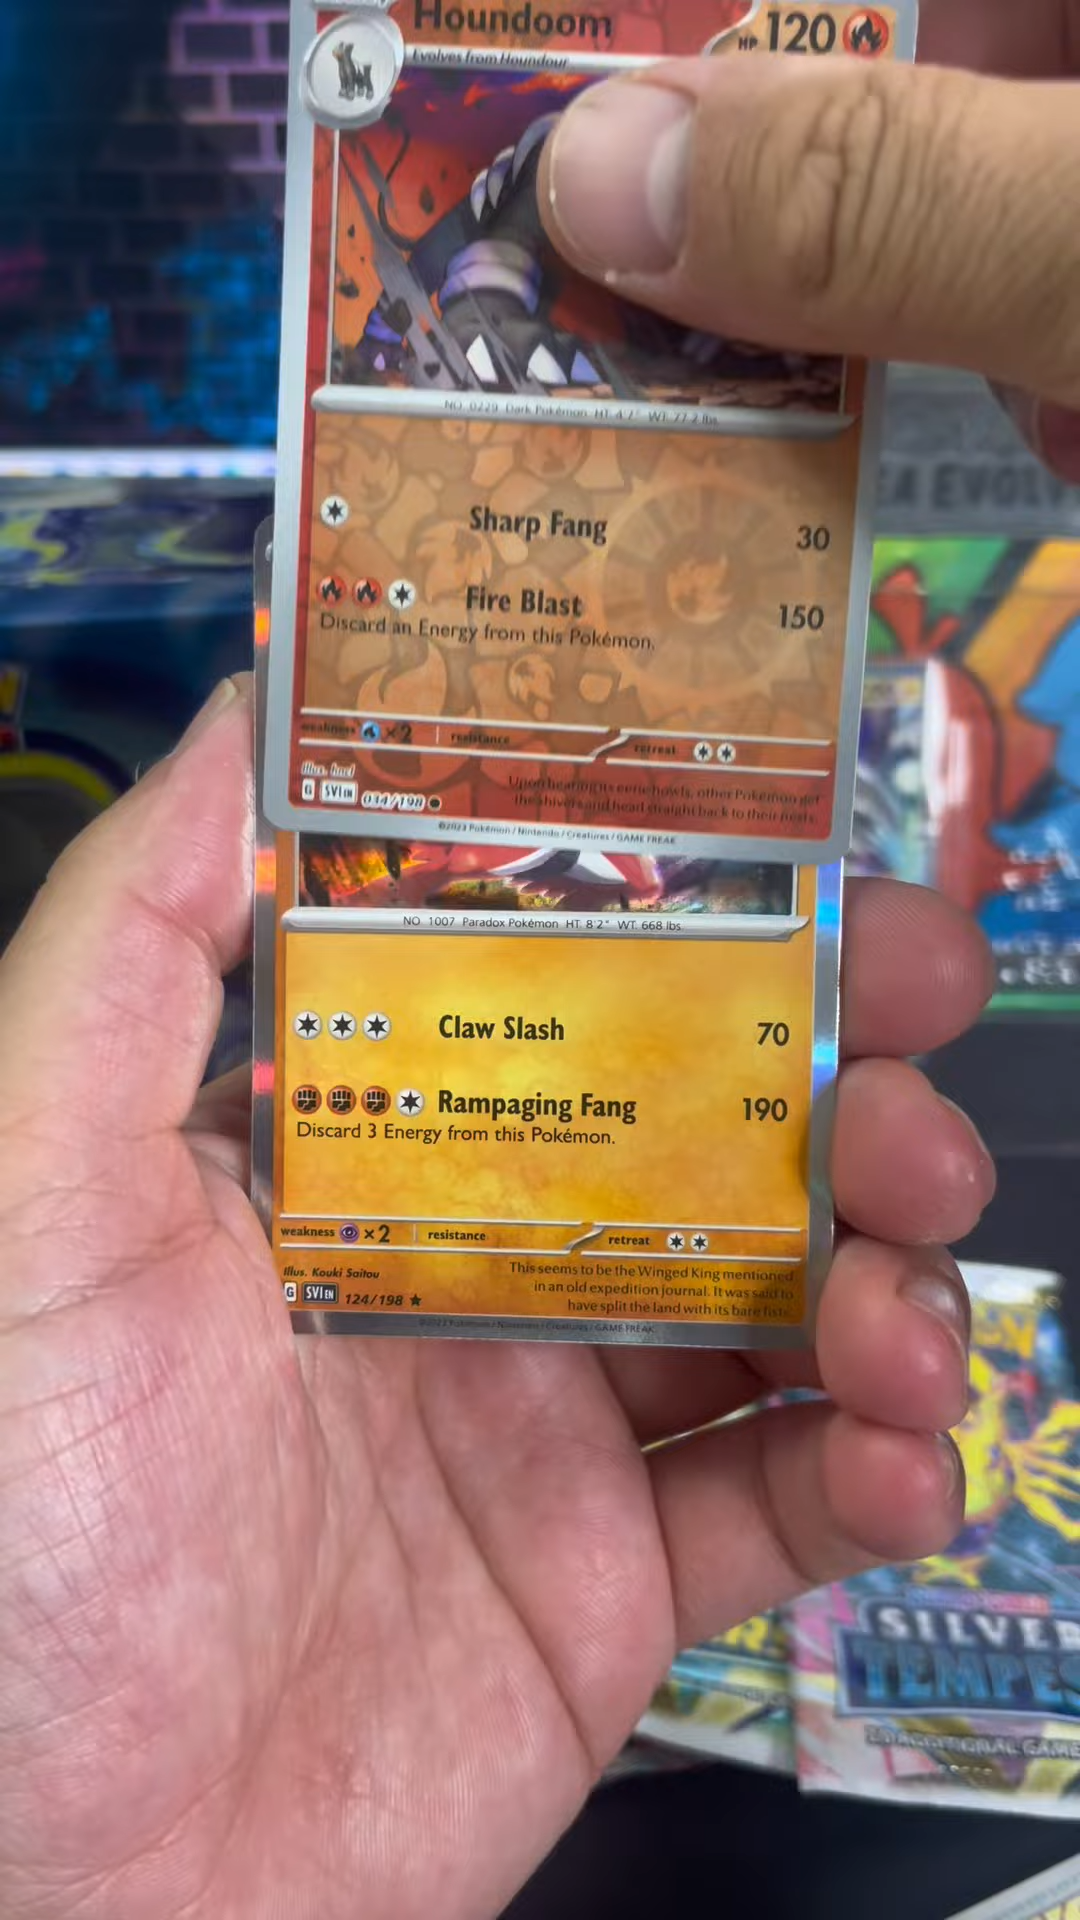 Houndoom HP 120
Evolves from Houndour
NO. 0229 Dark Pokémon HT: 4'7" WT: 77.2 lbs.
Sharp Fang 30
Fire Blast 150
Discard an Energy from this Pokémon.
weakness ×2 resistance retreat
Illus. hncl
G SVI EN 034/198
Upon hearing its eerie howls, other Pokémon get
the shivers and head straight back to their nests.
©2023 Pokémon / Nintendo / Creatures / GAME FREAK
NO. 1007 Paradox Pokémon HT: 8'2" WT: 668 lbs.
Claw Slash 70
Rampaging Fang 190
Discard 3 Energy from this Pokémon.
weakness ×2 resistance retreat
Illus. Kouki Saitou
G SVI EN 124/198
This seems to be the Winged King mentioned
in an old expedition journal. It was said to
have split the land with its bare fists.
©2023 Pokémon / Nintendo / Creatures / GAME FREAK
EA EVOLV
SILVER
TEMPES